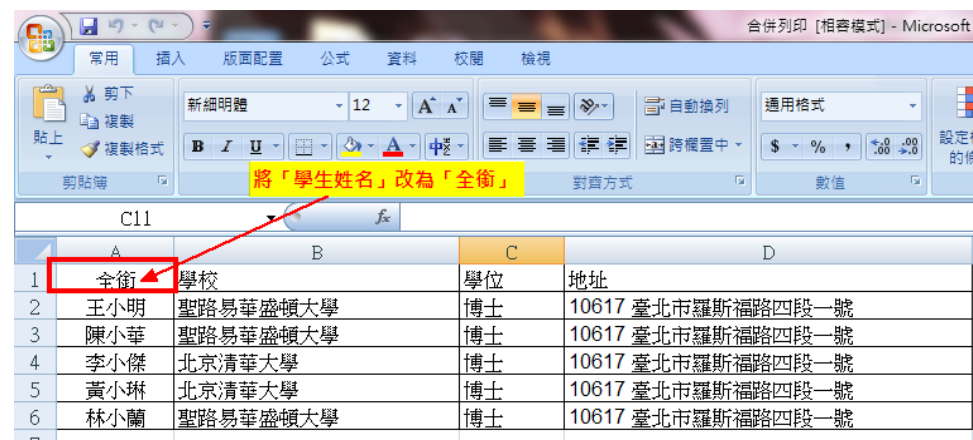 合併列印 [相容模式] - Microsoft
常用 插入 版面配置 公式 資料 校閱 檢視
剪下
新細明體 12 A A 自動換列 通用格式
複製
貼上
複製格式 B I U A 中 跨欄置中 $ % , .0 .00 .00 .0
剪貼簿 將「學生姓名」改為「全銜」 對齊方式 數值
C11 fx
A B C D
1 全銜 學校 學位 地址
2 王小明 聖路易華盛頓大學 博士 10617 臺北市羅斯福路四段一號
3 陳小華 聖路易華盛頓大學 博士 10617 臺北市羅斯福路四段一號
4 李小傑 北京清華大學 博士 10617 臺北市羅斯福路四段一號
5 黃小琳 北京清華大學 博士 10617 臺北市羅斯福路四段一號
6 林小蘭 聖路易華盛頓大學 博士 10617 臺北市羅斯福路四段一號